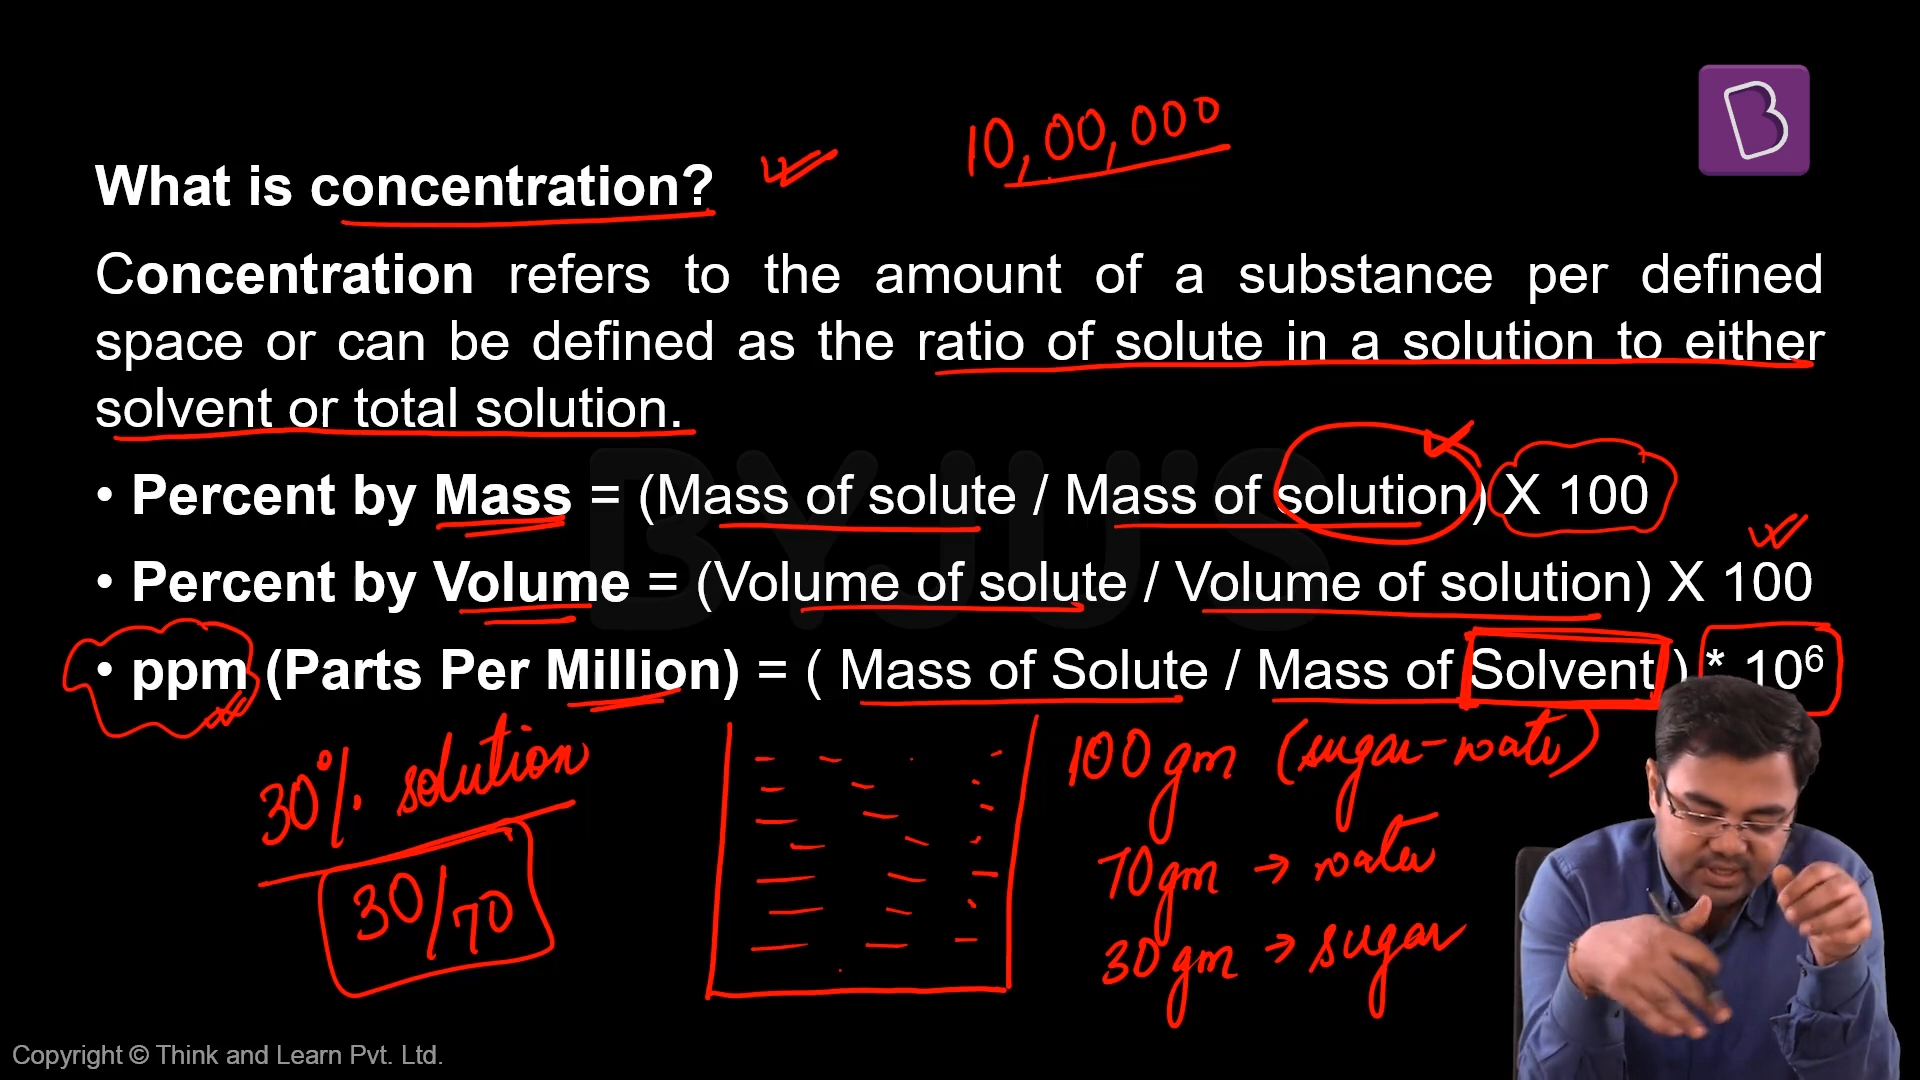 10,00,000
What is concentration?
Concentration refers to the amount of a substance per defined
space or can be defined as the ratio of solute in a solution to either
solvent or total solution.
• Percent by Mass = (Mass of solute / Mass of solution) X 100
• Percent by Volume = (Volume of solute / Volume of solution) X 100
• ppm (Parts Per Million) = ( Mass of Solute / Mass of Solvent ) * 10⁶
BYJU'S
30% solution
30/70
100 gm (sugar-water)
70 gm → water
30 gm → sugar
Copyright © Think and Learn Pvt. Ltd.